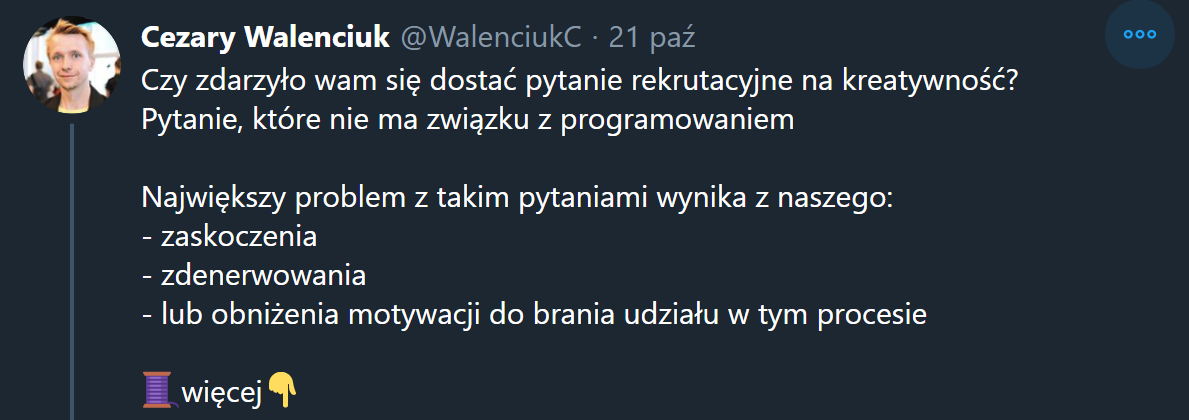 Cezary Walenciuk @WalenciukC · 21 paź
Czy zdarzyło wam się dostać pytanie rekrutacyjne na kreatywność?
Pytanie, które nie ma związku z programowaniem
Największy problem z takim pytaniami wynika z naszego:
- zaskoczenia
- zdenerwowania
- lub obniżenia motywacji do brania udziału w tym procesie
🧵więcej👇